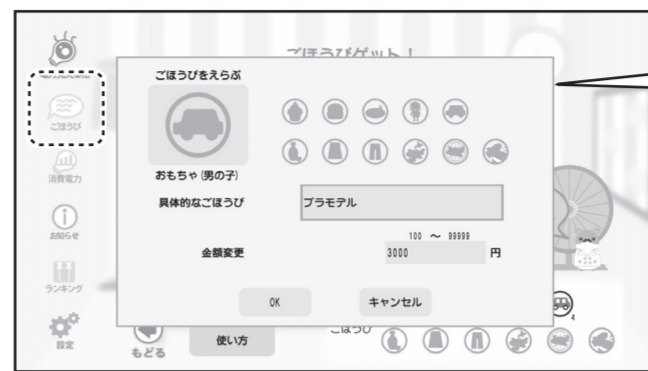 ごほうびゲット！
ごほうびをえらぶ
おもちゃ（男の子）
具体的なごほうび
プラモデル
100 ～ 99999
金額変更
3000
円
OK
キャンセル
ごほうび
消費電力
お知らせ
ランキング
設定
もどる
使い方
ごほうび
4